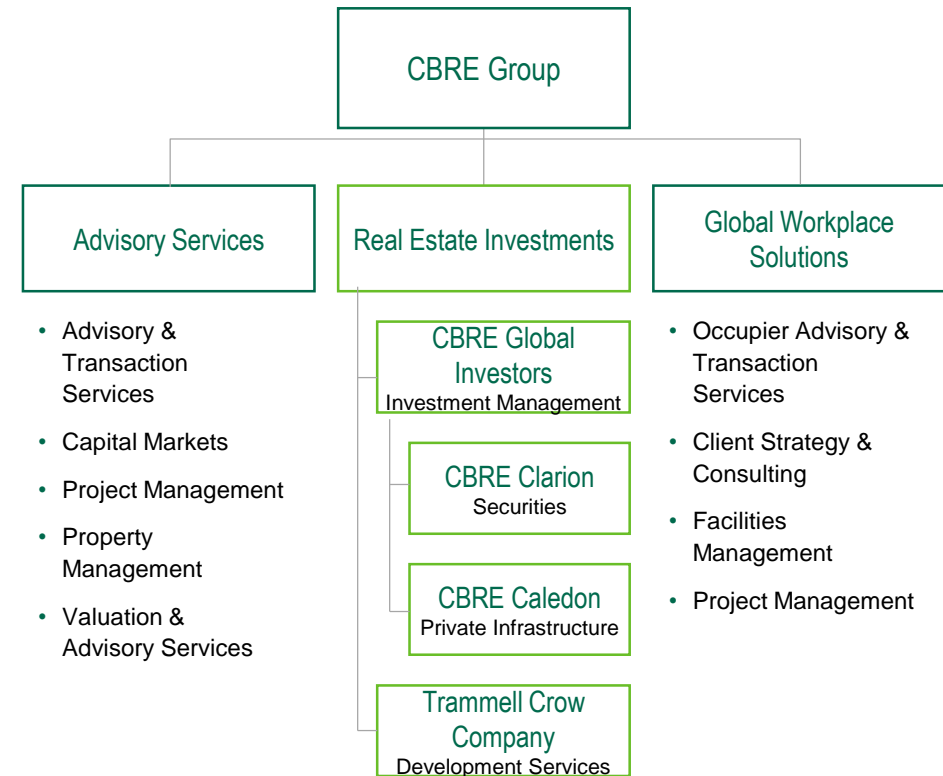 CBRE Group
Advisory Services
Real Estate Investments
Global Workplace
Solutions
• Advisory &
Transaction
Services
• Capital Markets
• Project Management
• Property
Management
• Valuation &
Advisory Services
CBRE Global
Investors
Investment Management
CBRE Clarion
Securities
CBRE Caledon
Private Infrastructure
Trammell Crow
Company
Development Services
• Occupier Advisory &
Transaction
Services
• Client Strategy &
Consulting
• Facilities
Management
• Project Management